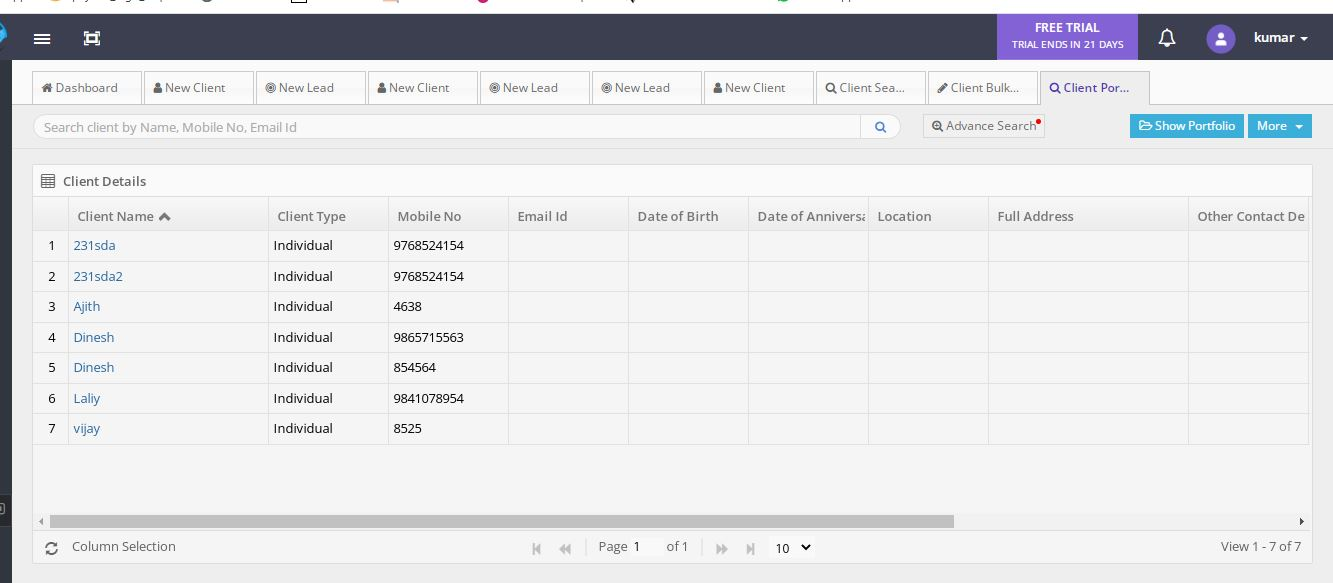 FREE TRIAL
TRIAL ENDS IN 21 DAYS
kumar
Dashboard New Client New Lead New Client New Lead New Lead New Client Client Sea... Client Bulk... Client Por...
Search client by Name, Mobile No, Email Id Advance Search Show Portfolio More
Client Details
Client Name Client Type Mobile No Email Id Date of Birth Date of Anniversa Location Full Address Other Contact De
1 231sda Individual 9768524154
2 231sda2 Individual 9768524154
3 Ajith Individual 4638
4 Dinesh Individual 9865715563
5 Dinesh Individual 854564
6 Laliy Individual 9841078954
7 vijay Individual 8525
Column Selection Page 1 of 1 10 View 1 - 7 of 7